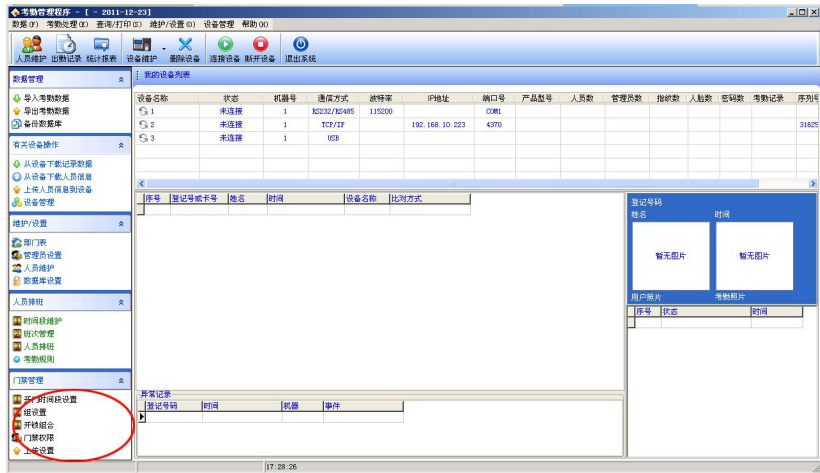 考勤管理程序 - [ - 2011-12-23]
数据(F) 考勤处理(E) 查询/打印(S) 维护/设置(O) 设备管理 帮助(H)
人员维护 出勤记录 统计报表 设备维护 删除设备 连接设备 断开设备 退出系统
数据管理
导入考勤数据
导出考勤数据
备份数据库
有关设备操作
从设备下载记录数据
从设备下载人员信息
上传人员信息到设备
设备管理
维护/设置
部门表
管理员设置
人员维护
数据库设置
人员排班
时间段维护
班次管理
人员排班
考勤规则
门禁管理
开门时间段设置
组设置
开锁组合
门禁权限
上传设置
我的设备列表
设备名称 状态 机器号 通信方式 波特率 IP地址 端口号 产品型号 人员数 管理员数 指纹数 人脸数 密码数 考勤记录 序列号
1 未连接 1 RS232/RS485 115200 COM1
2 未连接 1 TCP/IP 192.168.10.223 4370 31625
3 未连接 1 USB
序号 登记号或卡号 姓名 时间 设备名称 比对方式
登记号码
姓名 时间
暂无图片 暂无图片
用户照片 考勤照片
序号 状态 时间
异常记录
登记号码 时间 机器 事件
17:28:26